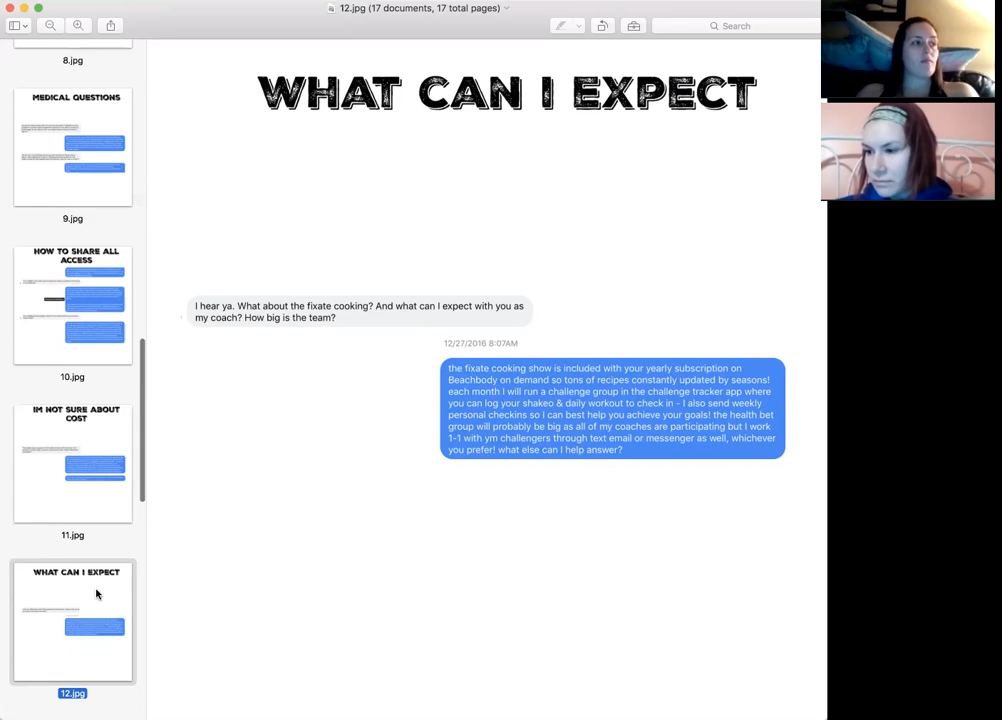 12.jpg (17 documents, 17 total pages)
Search
8.jpg
MEDICAL QUESTIONS
9.jpg
HOW TO SHARE ALL
ACCESS
10.jpg
IM NOT SURE ABOUT
COST
11.jpg
WHAT CAN I EXPECT
12.jpg
WHAT CAN I EXPECT
I hear ya. What about the fixate cooking? And what can I expect with you as
my coach? How big is the team?
12/27/2016 8:07AM
the fixate cooking show is included with your yearly subscription on
Beachbody on demand so tons of recipes constantly updated by seasons!
each month I will run a challenge group in the challenge tracker app where
you can log your shakeo & daily workout to check in - I also send weekly
personal checkins so I can best help you achieve your goals! the health bet
group will probably be big as all of my coaches are participating but I work
1-1 with ym challengers through text email or messenger as well, whichever
you prefer! what else can I help answer?